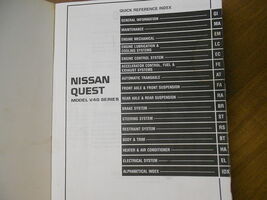 QUICK REFERENCE INDEX
GENERAL INFORMATION GI
MAINTENANCE MA
ENGINE MECHANICAL EM
ENGINE LUBRICATION & COOLING SYSTEMS LC
ENGINE CONTROL SYSTEM EC
ACCELERATOR CONTROL, FUEL & EXHAUST SYSTEMS FE
AUTOMATIC TRANSAXLE AT
FRONT AXLE & FRONT SUSPENSION FA
REAR AXLE & REAR SUSPENSION RA
BRAKE SYSTEM BR
STEERING SYSTEM ST
RESTRAINT SYSTEM RS
BODY & TRIM BT
HEATER & AIR CONDITIONER HA
ELECTRICAL SYSTEM EL
ALPHABETICAL INDEX IDX
NISSAN
QUEST
MODEL V40 SERIES